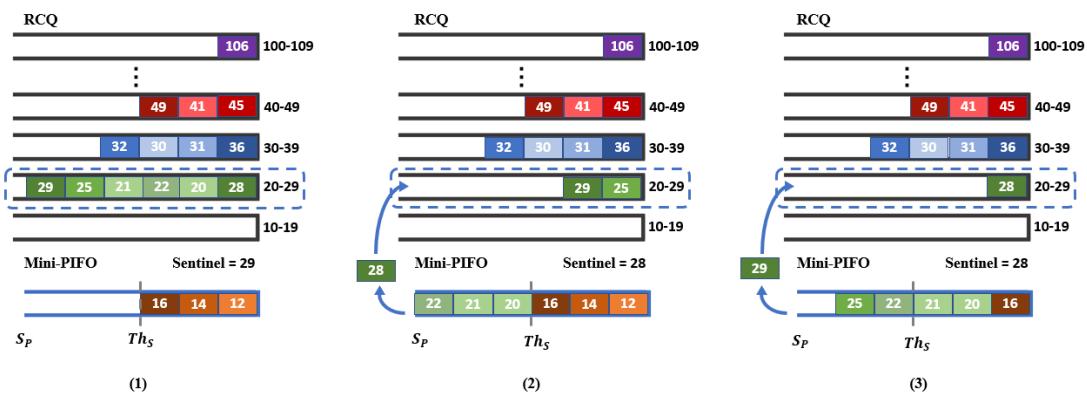 RCQ
106 100-109
⋮
49 41 45 40-49
32 30 31 36 30-39
29 25 21 22 20 28 20-29
10-19
Mini-PIFO Sentinel = 29
16 14 12
S_P Th_S
(1)
RCQ
106 100-109
⋮
49 41 45 40-49
32 30 31 36 30-39
29 25 20-29
10-19
Mini-PIFO Sentinel = 28
28
22 21 20 16 14 12
S_P Th_S
(2)
RCQ
106 100-109
⋮
49 41 45 40-49
32 30 31 36 30-39
28 20-29
10-19
Mini-PIFO Sentinel = 28
29
25 22 21 20 16
S_P Th_S
(3)